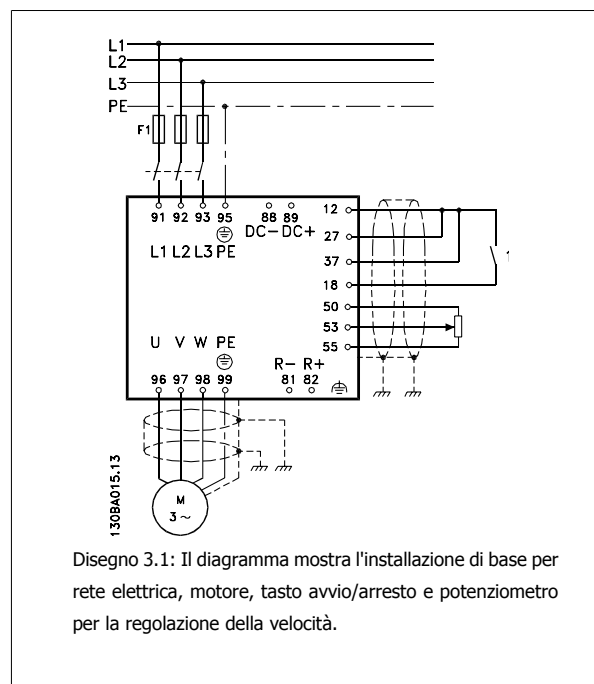 L1
L2
L3
PE
F1
91 92 93 95 88 89 12
DC- DC+
L1 L2 L3 PE
27
37
18
50
53
55
U V W PE
R- R+
96 97 98 99 81 82
M
3 ~
130BA015.13
Disegno 3.1: Il diagramma mostra l'installazione di base per
rete elettrica, motore, tasto avvio/arresto e potenziometro
per la regolazione della velocità.